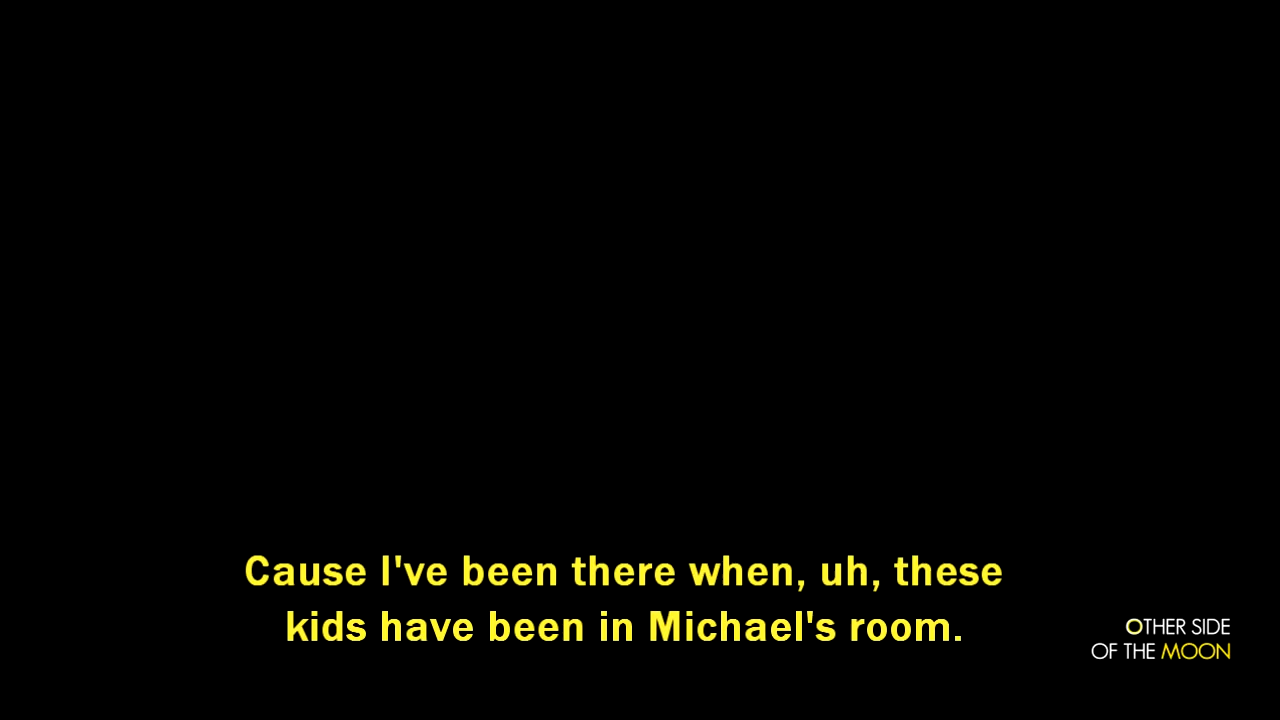 Cause I've been there when, uh, these
kids have been in Michael's room.
OTHER SIDE
OF THE MOON